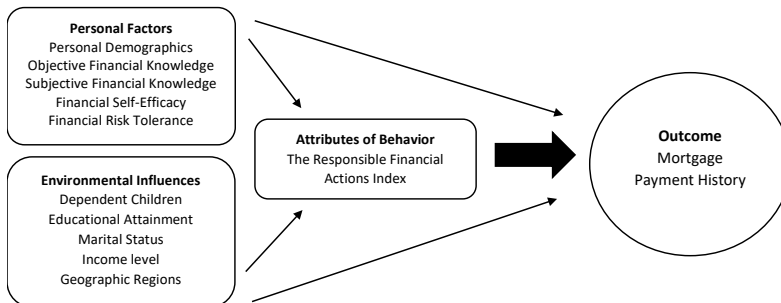 Personal Factors
Personal Demographics
Objective Financial Knowledge
Subjective Financial Knowledge
Financial Self-Efficacy
Financial Risk Tolerance
Environmental Influences
Dependent Children
Educational Attainment
Marital Status
Income level
Geographic Regions
Attributes of Behavior
The Responsible Financial
Actions Index
Outcome
Mortgage
Payment History